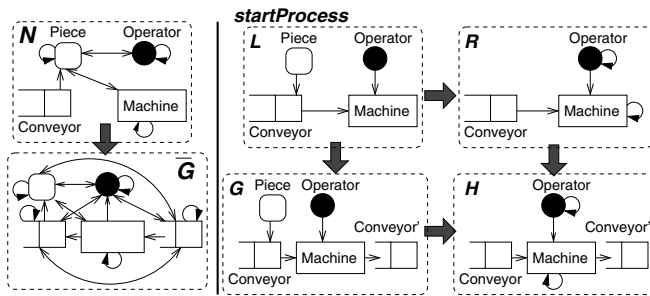 startProcess
N
Piece
Operator
Machine
Conveyor
G
L
Piece
Operator
Machine
Conveyor
R
Operator
Machine
Conveyor
G
Piece
Operator
Conveyor'
Machine
Conveyor
H
Operator
Conveyor'
Machine
Conveyor